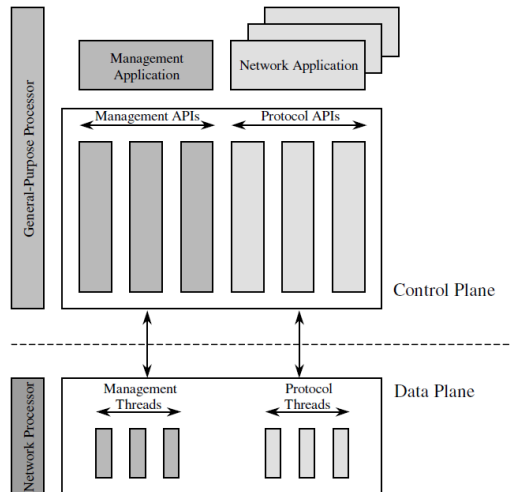 General-Purpose Processor
Management
Application
Network Application
Management APIs
Protocol APIs
Control Plane
Network Processor
Management
Threads
Protocol
Threads
Data Plane